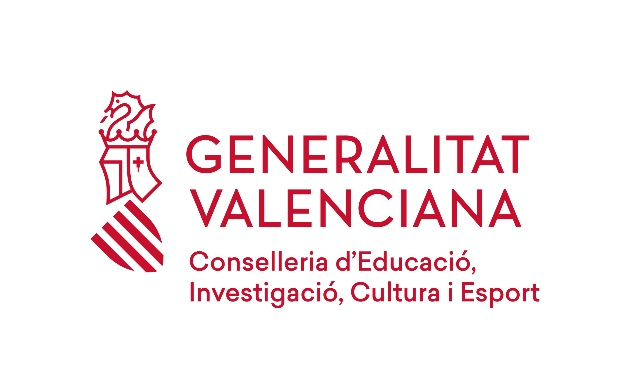 GENERALITAT
VALENCIANA
Conselleria d'Educació,
Investigació, Cultura i Esport